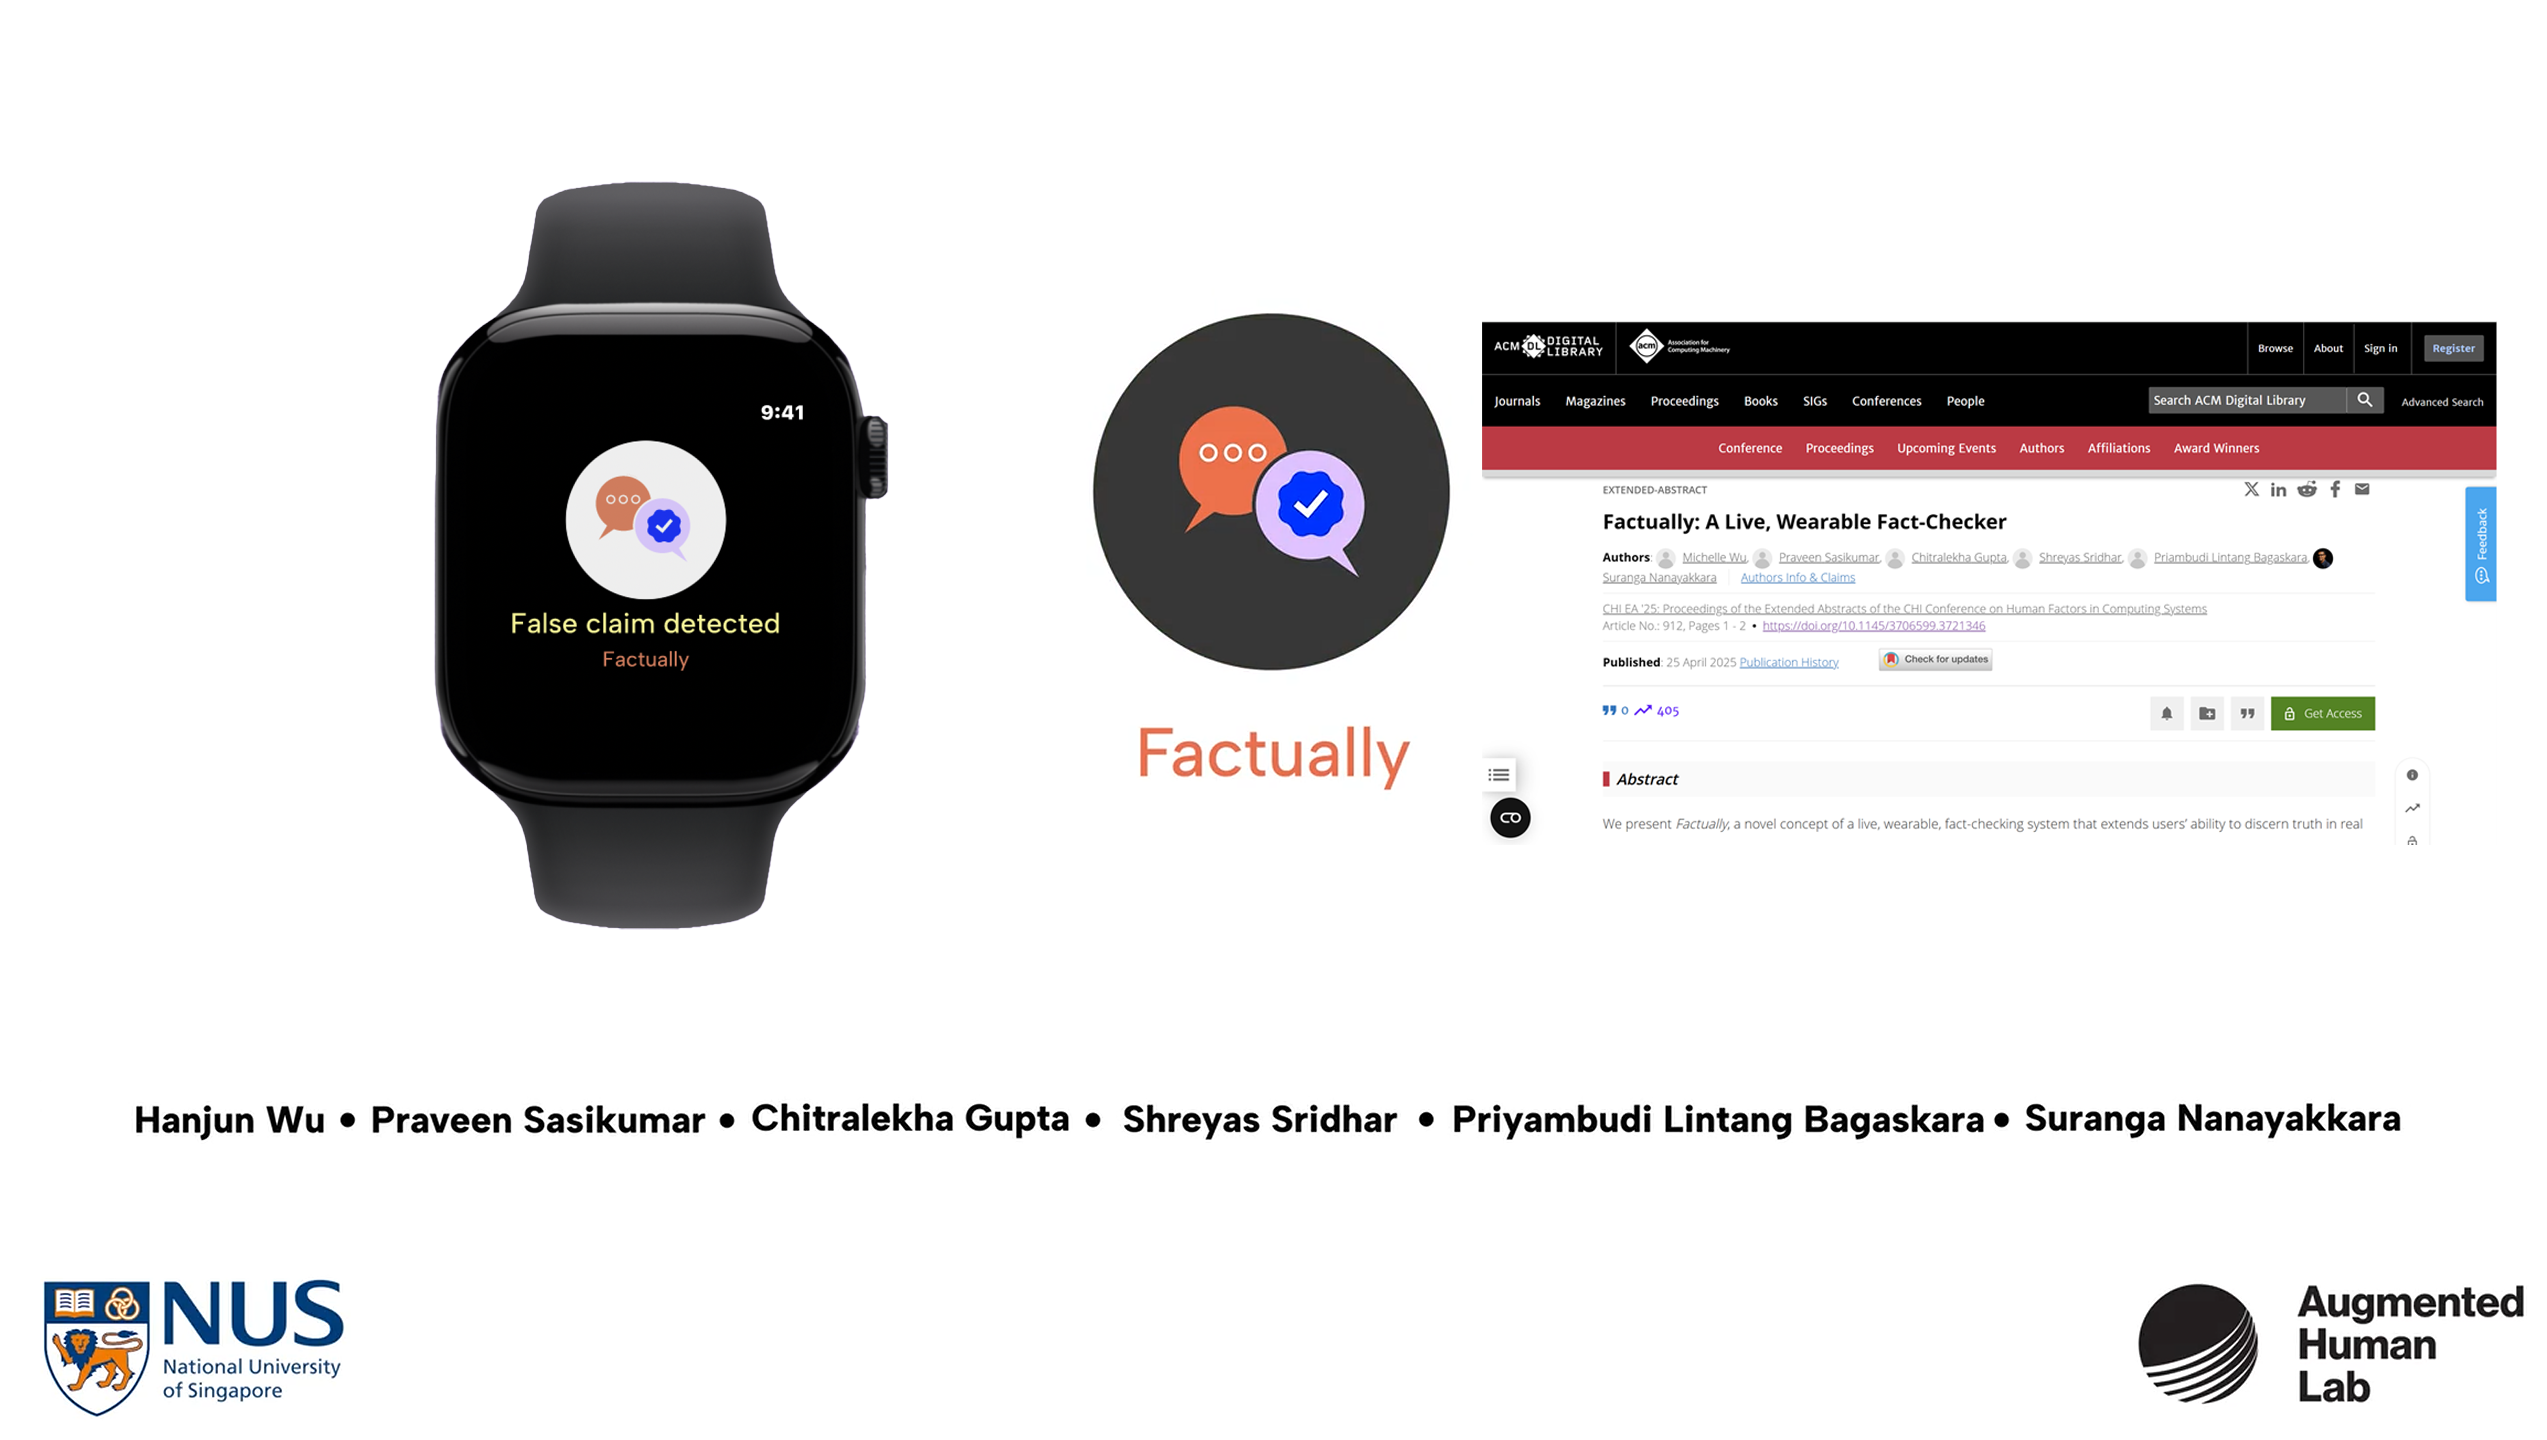 9:41
False claim detected
Factually
Factually
ACM DL DIGITAL LIBRARY
acm Association for Computing Machinery
Browse About Sign in Register
Journals Magazines Proceedings Books SIGs Conferences People Search ACM Digital Library Advanced Search
Conference Proceedings Upcoming Events Authors Affiliations Award Winners
EXTENDED-ABSTRACT
Factually: A Live, Wearable Fact-Checker
Authors: Michelle Wu, Praveen Sasikumar, Chitralekha Gupta, Shreyas Sridhar, Priambudi Lintang Bagaskara,
Suranga Nanayakkara Authors Info & Claims
CHI EA '25: Proceedings of the Extended Abstracts of the CHI Conference on Human Factors in Computing Systems
Article No.: 912, Pages 1 - 2 • https://doi.org/10.1145/3706599.3721346
Published: 25 April 2025 Publication History Check for updates
0 405
Get Access
Feedback
Abstract
We present Factually, a novel concept of a live, wearable, fact-checking system that extends users' ability to discern truth in real
Hanjun Wu • Praveen Sasikumar • Chitralekha Gupta • Shreyas Sridhar • Priyambudi Lintang Bagaskara • Suranga Nanayakkara
NUS
National University
of Singapore
Augmented
Human
Lab